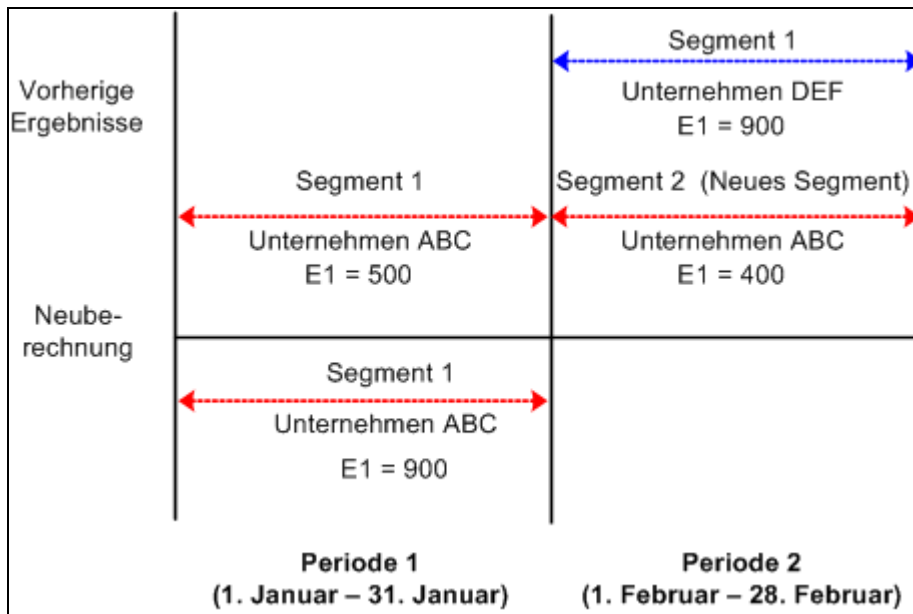 Segment 1
Vorherige
Ergebnisse
Unternehmen DEF
E1 = 900
Segment 1
Segment 2 (Neues Segment)
Unternehmen ABC
E1 = 500
Unternehmen ABC
E1 = 400
Neube-
rechnung
Segment 1
Unternehmen ABC
E1 = 900
Periode 1
(1. Januar – 31. Januar)
Periode 2
(1. Februar – 28. Februar)